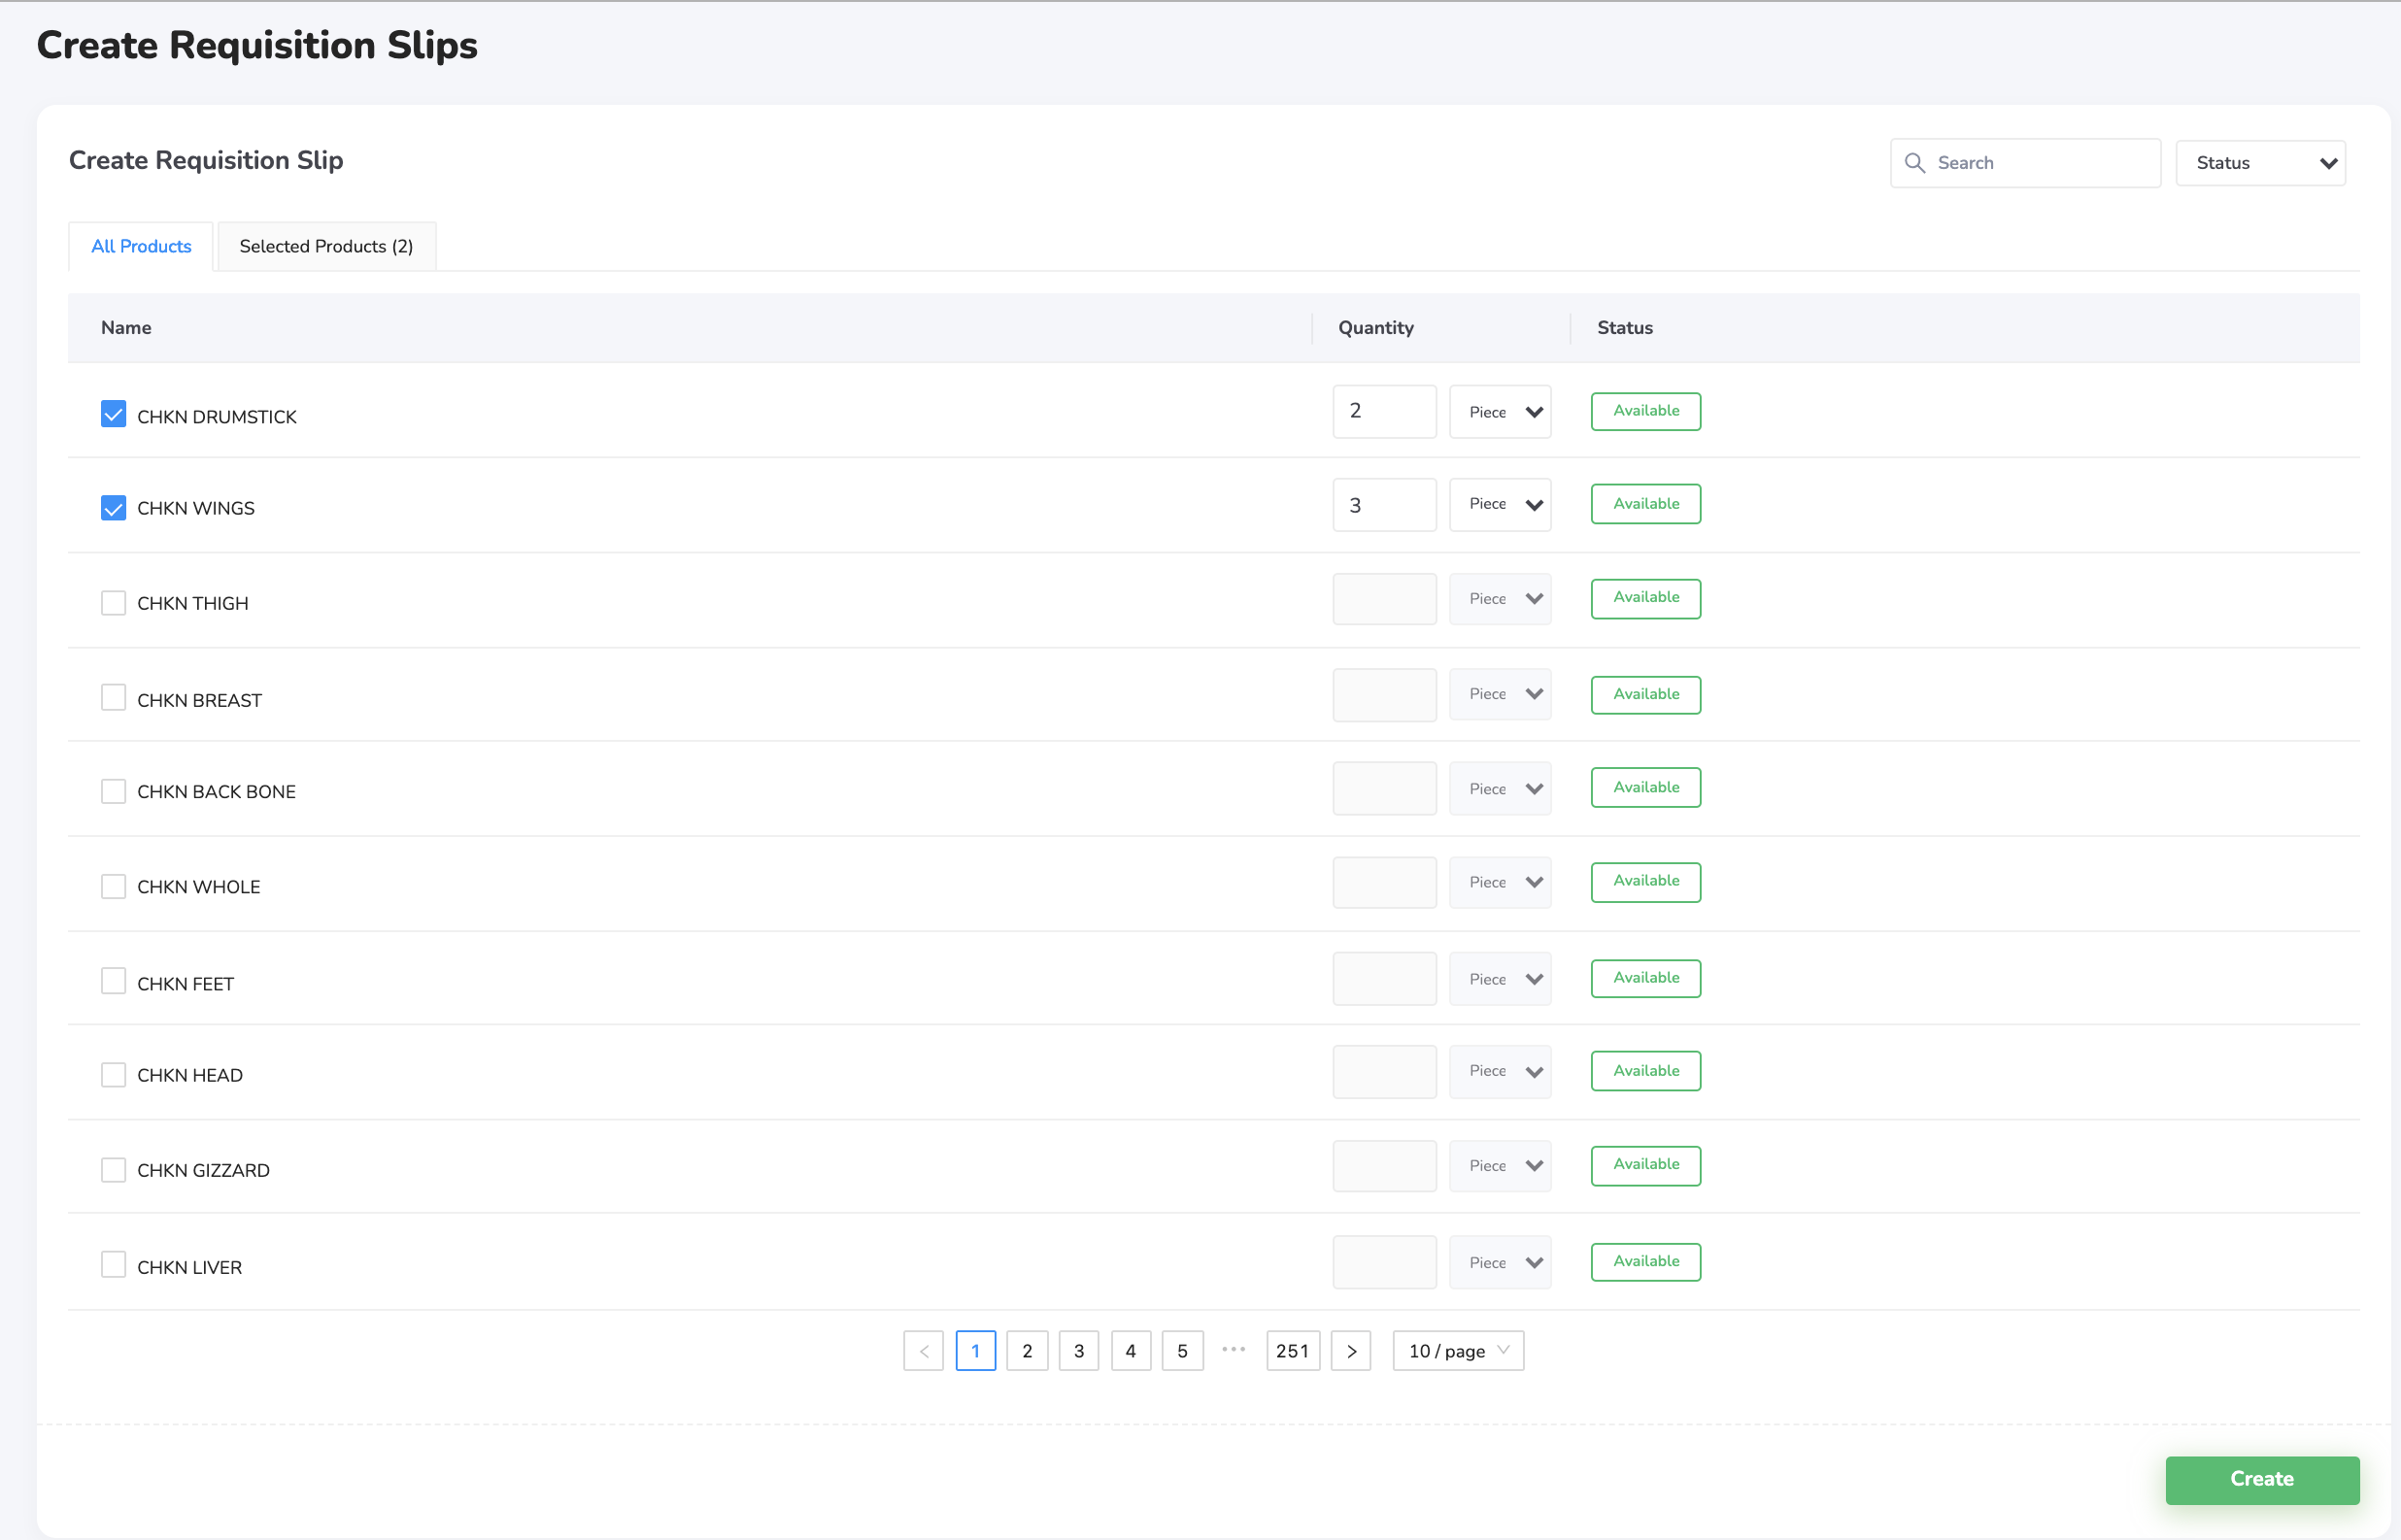 Create Requisition Slips
Create Requisition Slip
Search
Status
All Products
Selected Products (2)
Name Quantity Status
CHKN DRUMSTICK 2 Piece Available
CHKN WINGS 3 Piece Available
CHKN THIGH Piece Available
CHKN BREAST Piece Available
CHKN BACK BONE Piece Available
CHKN WHOLE Piece Available
CHKN FEET Piece Available
CHKN HEAD Piece Available
CHKN GIZZARD Piece Available
CHKN LIVER Piece Available
< 1 2 3 4 5 ••• 251 > 10 / page
Create